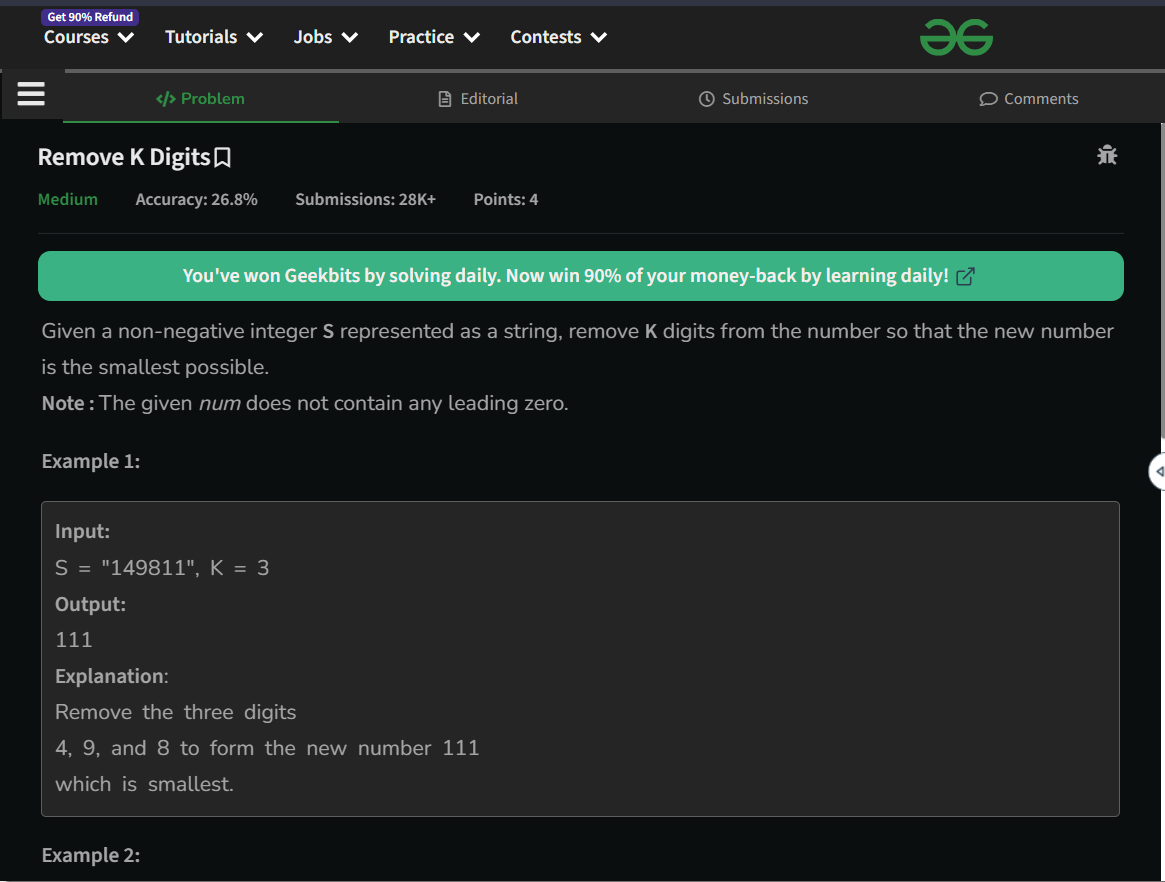 Get 90% Refund
Courses Tutorials Jobs Practice Contests
Problem Editorial Submissions Comments
Remove K Digits
Medium Accuracy: 26.8% Submissions: 28K+ Points: 4
You've won Geekbits by solving daily. Now win 90% of your money-back by learning daily!
Given a non-negative integer S represented as a string, remove K digits from the number so that the new number
is the smallest possible.
Note : The given num does not contain any leading zero.
Example 1:
Input:
S = "149811", K = 3
Output:
111
Explanation:
Remove the three digits
4, 9, and 8 to form the new number 111
which is smallest.
Example 2: